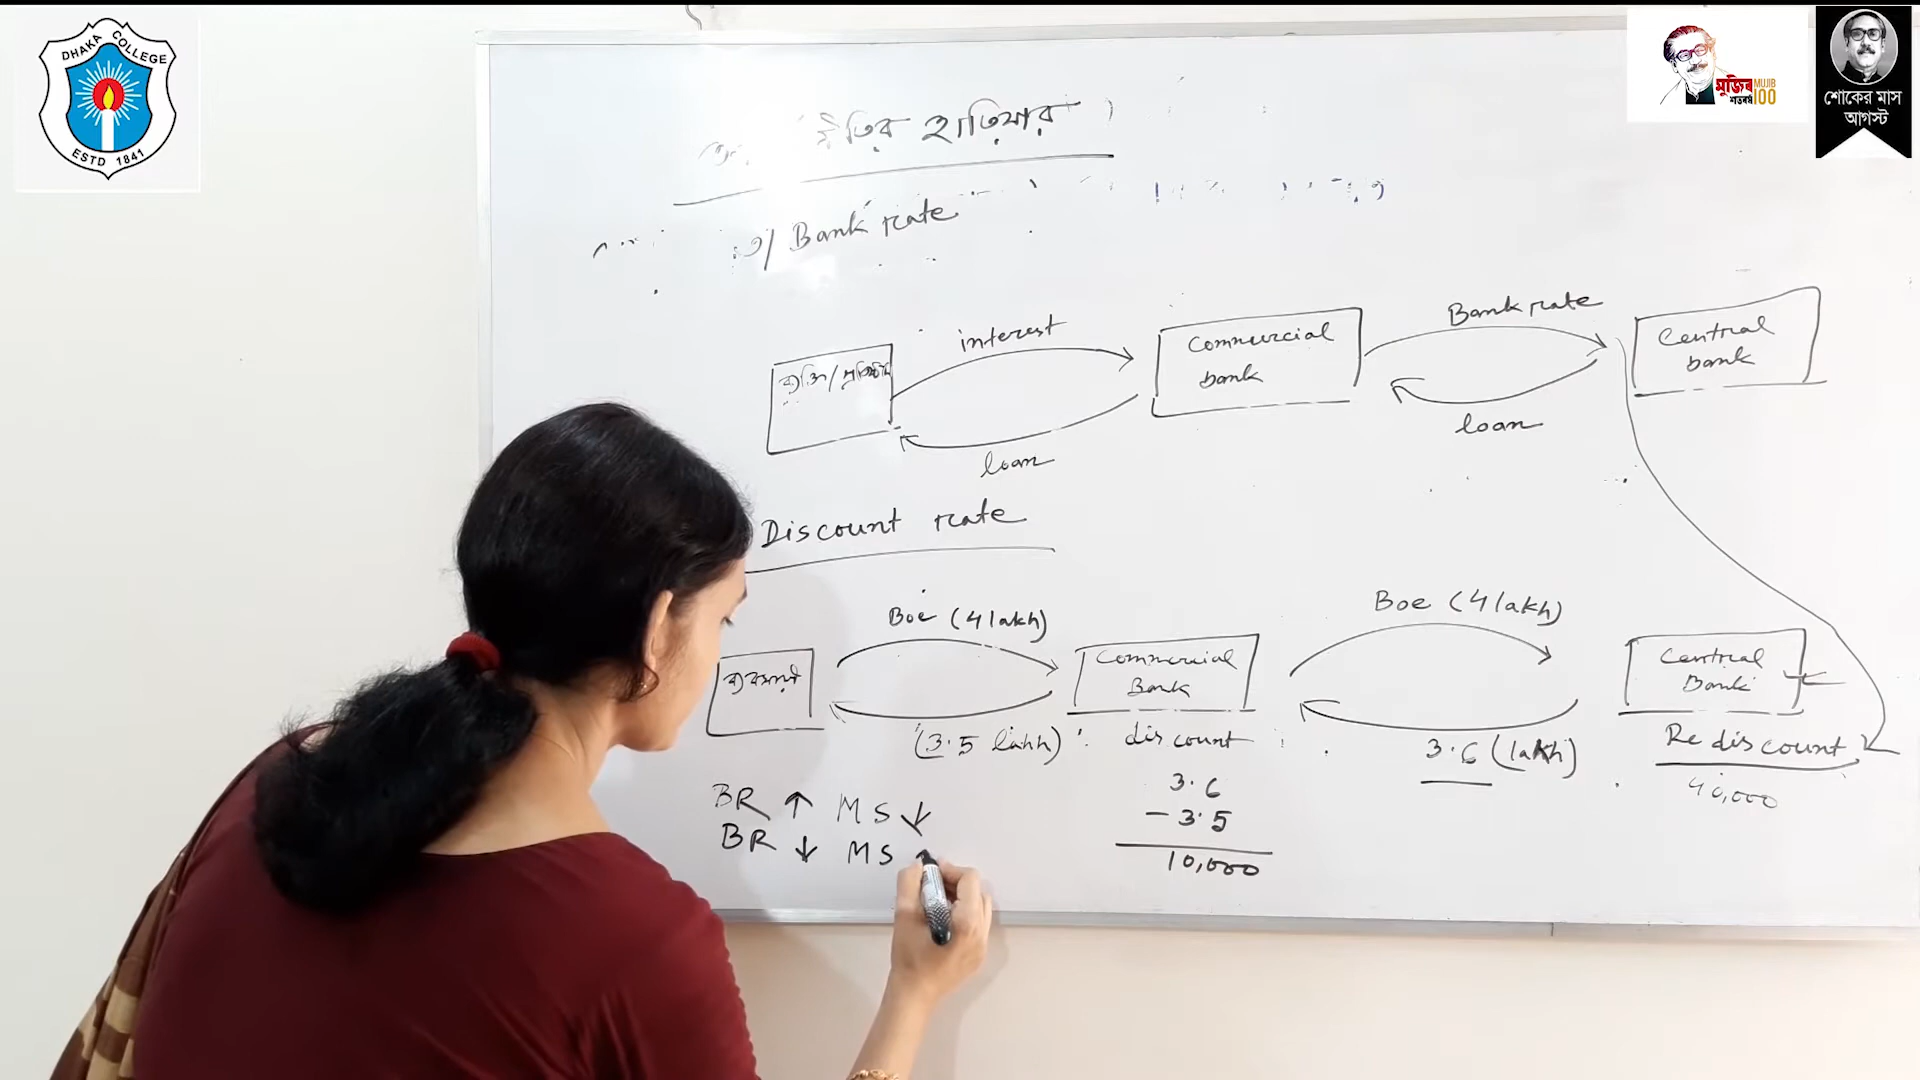 DHAKA COLLEGE
ESTD 1841
মুজিব MUJIB
শতবর্ষ 100
শোকের মাস
আগস্ট
হাতিয়ার
৩/ Bank rate
interest
loan
Commercial
bank
Bank rate
loan
Central
bank
Discount rate
ব্যবসায়ী
Boe (4 lakh)
(3.5 lakh)
Commercial
Bank
discount
3.6
- 3.5
10,000
Boe (4 lakh)
3.6 (lakh)
Central
Bank
Re discount
40,000
BR ↑ MS ↓
BR ↓ MS